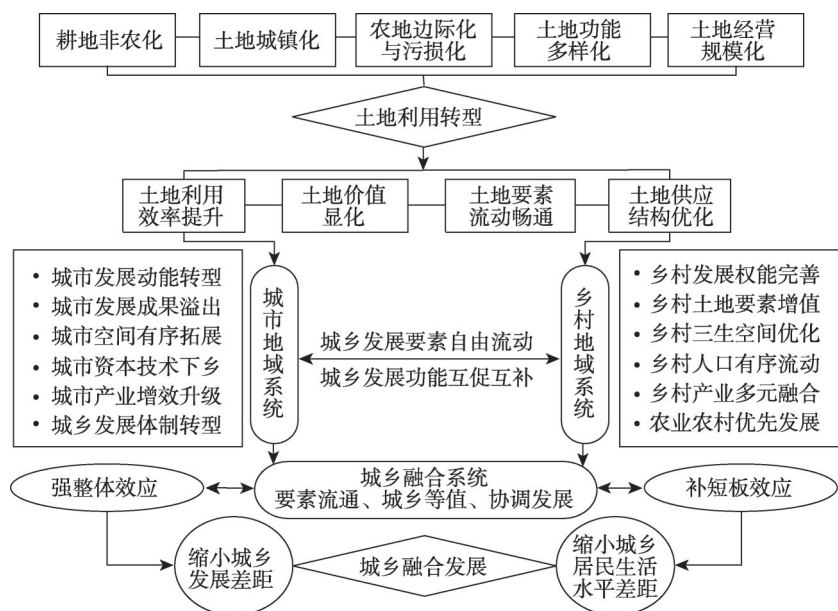 耕地非农化
土地城镇化
农地边际化
与污损化
土地功能
多样化
土地经营
规模化
土地利用转型
土地利用
效率提升
土地价值
显化
土地要素
流动畅通
土地供应
结构优化
• 城市发展动能转型
• 城市发展成果溢出
• 城市空间有序拓展
• 城市资本技术下乡
• 城市产业增效升级
• 城乡发展体制转型
城市地域系统
城乡发展要素自由流动
城乡发展功能互促互补
乡村地域系统
• 乡村发展权能完善
• 乡村土地要素增值
• 乡村三生空间优化
• 乡村人口有序流动
• 乡村产业多元融合
• 农业农村优先发展
强整体效应
城乡融合系统
要素流通、城乡等值、协调发展
补短板效应
缩小城乡
发展差距
城乡融合发展
缩小城乡
居民生活
水平差距